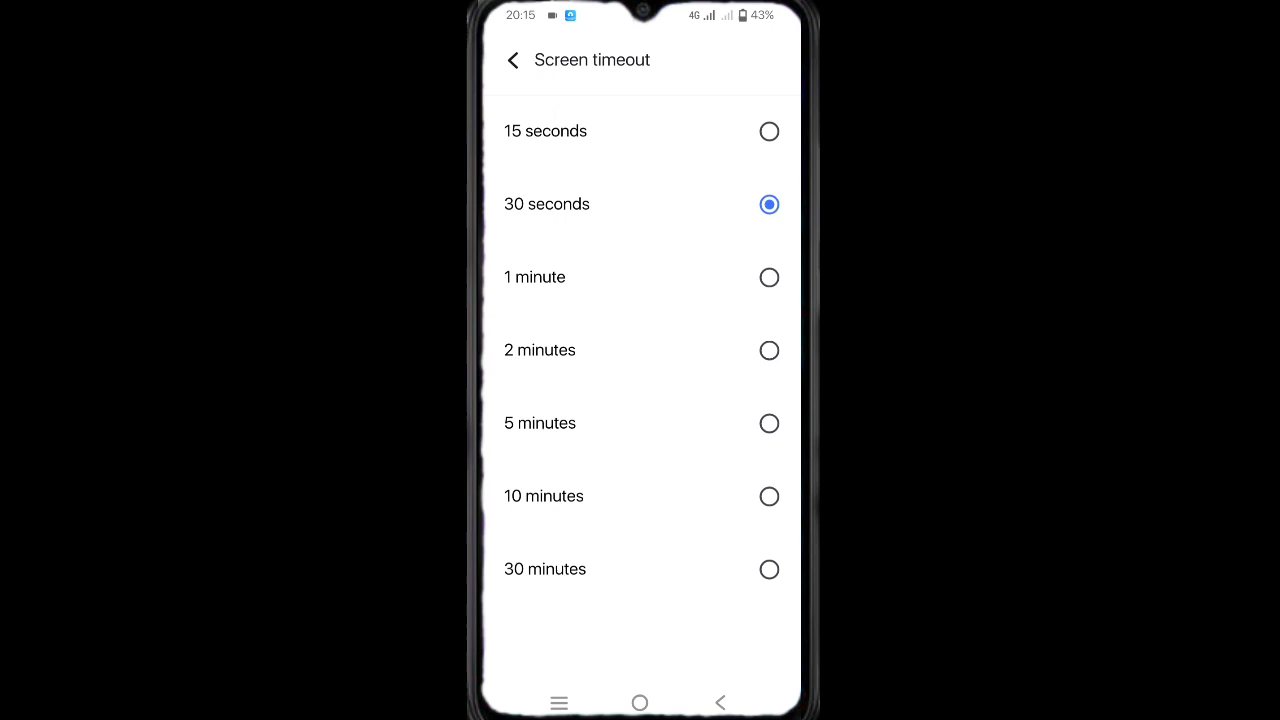 20:15 4G 43%
Screen timeout
15 seconds
30 seconds
1 minute
2 minutes
5 minutes
10 minutes
30 minutes